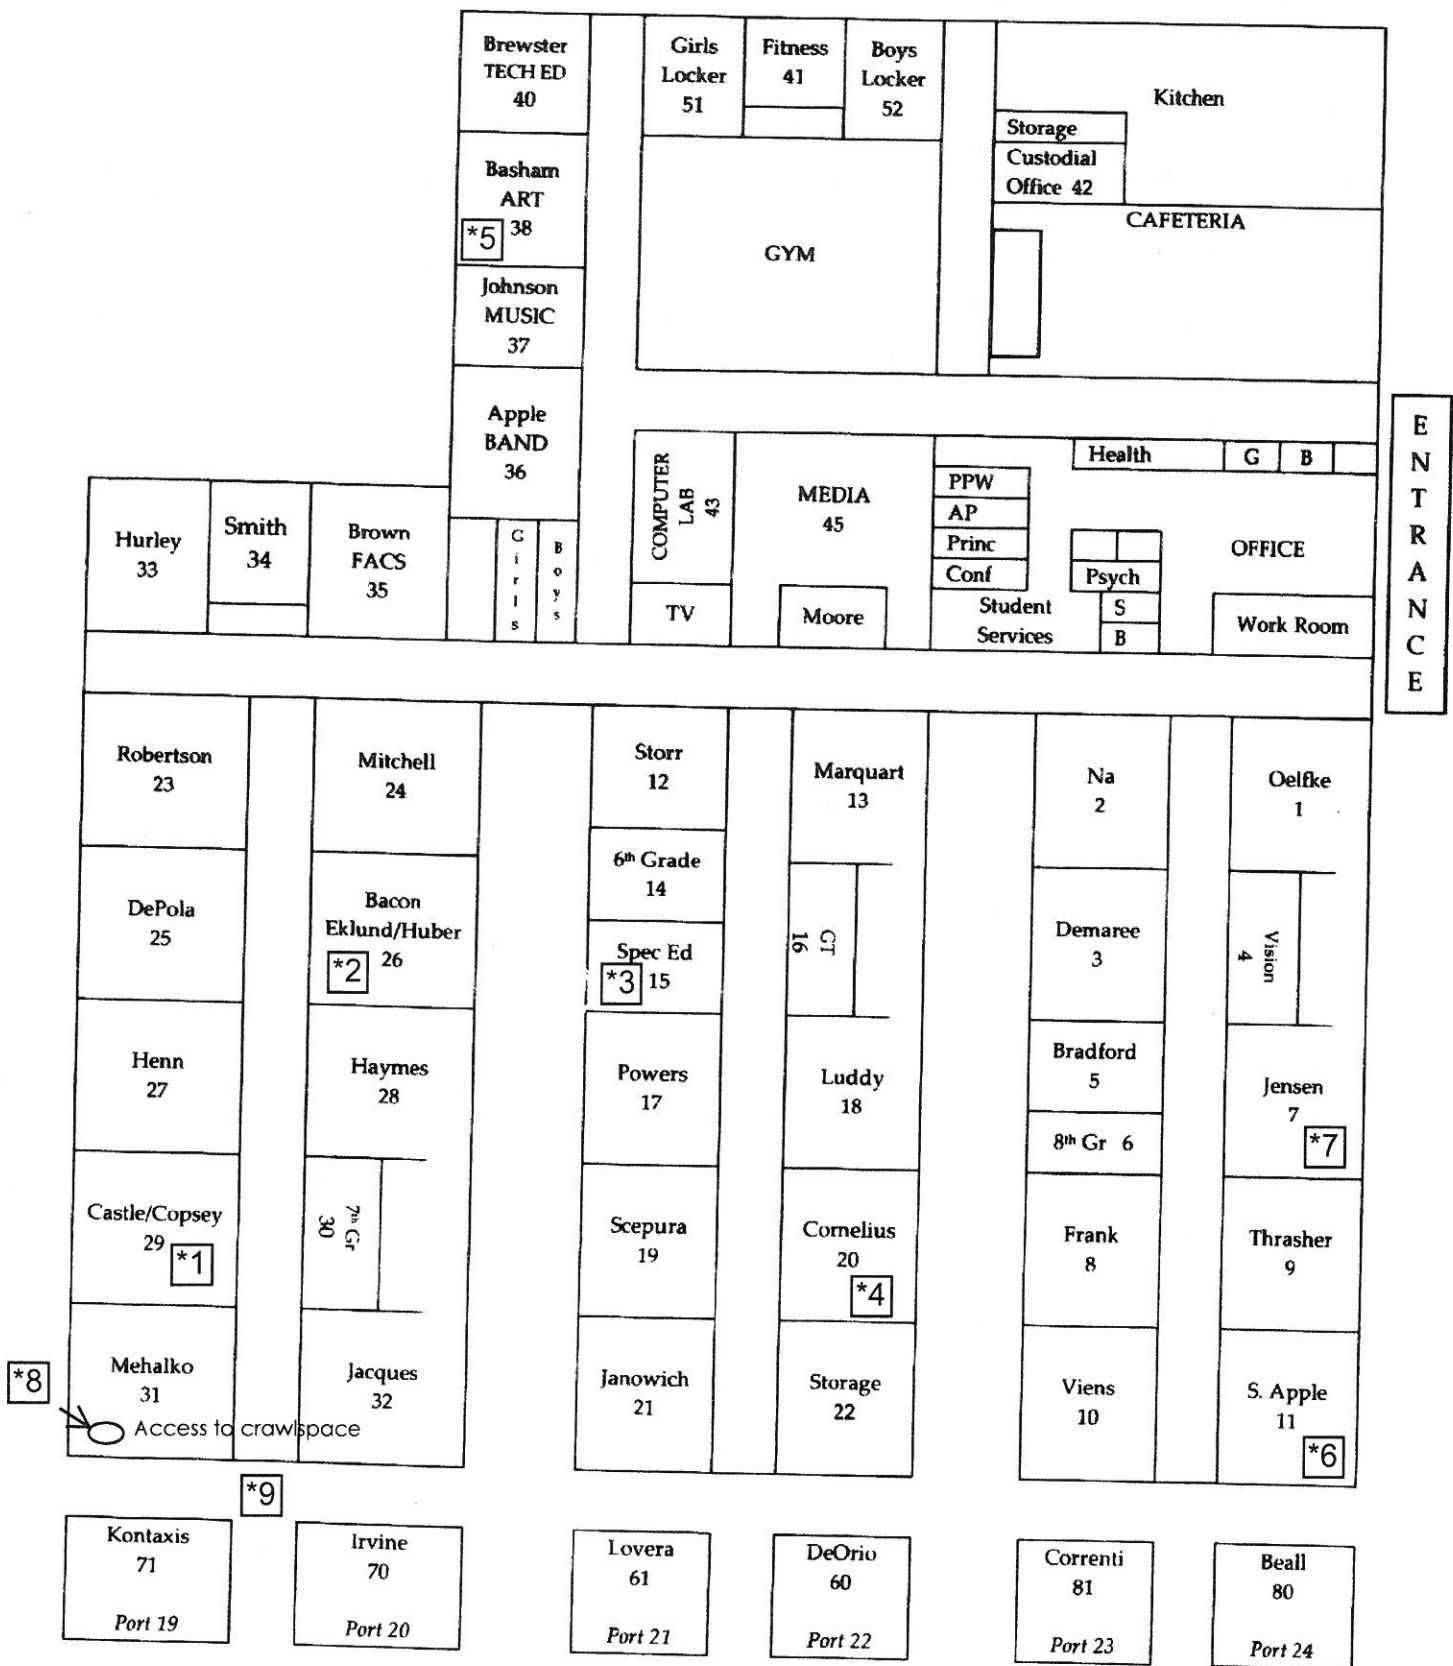 Brewster
TECH ED
40
Girls
Locker
51
Fitness
41
Boys
Locker
52
Kitchen
Storage
Custodial
Office 42
Basham
ART
38
*5
GYM
CAFETERIA
Johnson
MUSIC
37
Apple
BAND
36
COMPUTER
LAB
43
MEDIA
45
Health
G
B
PPW
AP
Princ
Conf
Psych
OFFICE
ENTRANCE
Hurley
33
Smith
34
Brown
FACS
35
Girls
Boys
TV
Moore
Student
Services
S
B
Work Room
Robertson
23
Mitchell
24
Storr
12
Marquart
13
Na
2
Oelfke
1
6th Grade
14
DePola
25
Bacon
Eklund/Huber
26
*2
Spec Ed
15
*3
GT
16
Demaree
3
Vision
4
Henn
27
Haymes
28
Powers
17
Luddy
18
Bradford
5
Jensen
7
*7
8th Gr 6
Castle/Copsey
29
*1
7th Gr
30
Scepura
19
Cornelius
20
*4
Frank
8
Thrasher
9
Mehalko
31
Jacques
32
Janowich
21
Storage
22
Viens
10
S. Apple
11
*6
*8
Access to crawlspace
*9
Kontaxis
71
Port 19
Irvine
70
Port 20
Lovera
61
Port 21
DeOrio
60
Port 22
Correnti
81
Port 23
Beall
80
Port 24